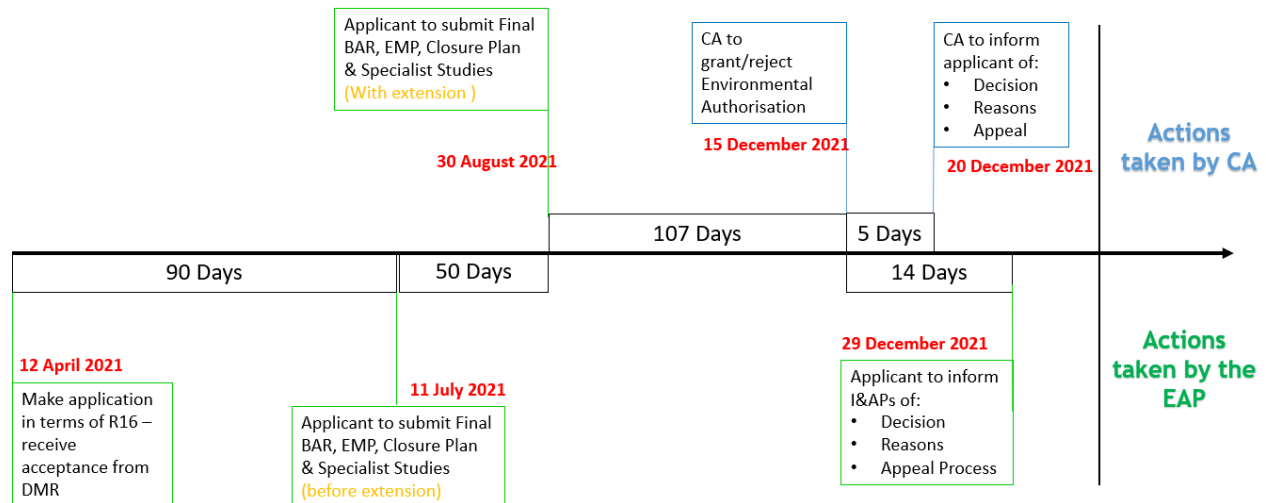 Applicant to submit Final
BAR, EMP, Closure Plan
& Specialist Studies
(With extension )
30 August 2021
CA to
grant/reject
Environmental
Authorisation
15 December 2021
CA to inform
applicant of:
• Decision
• Reasons
• Appeal
20 December 2021
Actions
taken by CA
107 Days
5 Days
90 Days
50 Days
14 Days
12 April 2021
Make application
in terms of R16 –
receive
acceptance from
DMR
11 July 2021
Applicant to submit Final
BAR, EMP, Closure Plan
& Specialist Studies
(before extension)
29 December 2021
Applicant to inform
I&APs of:
• Decision
• Reasons
• Appeal Process
Actions
taken by the
EAP